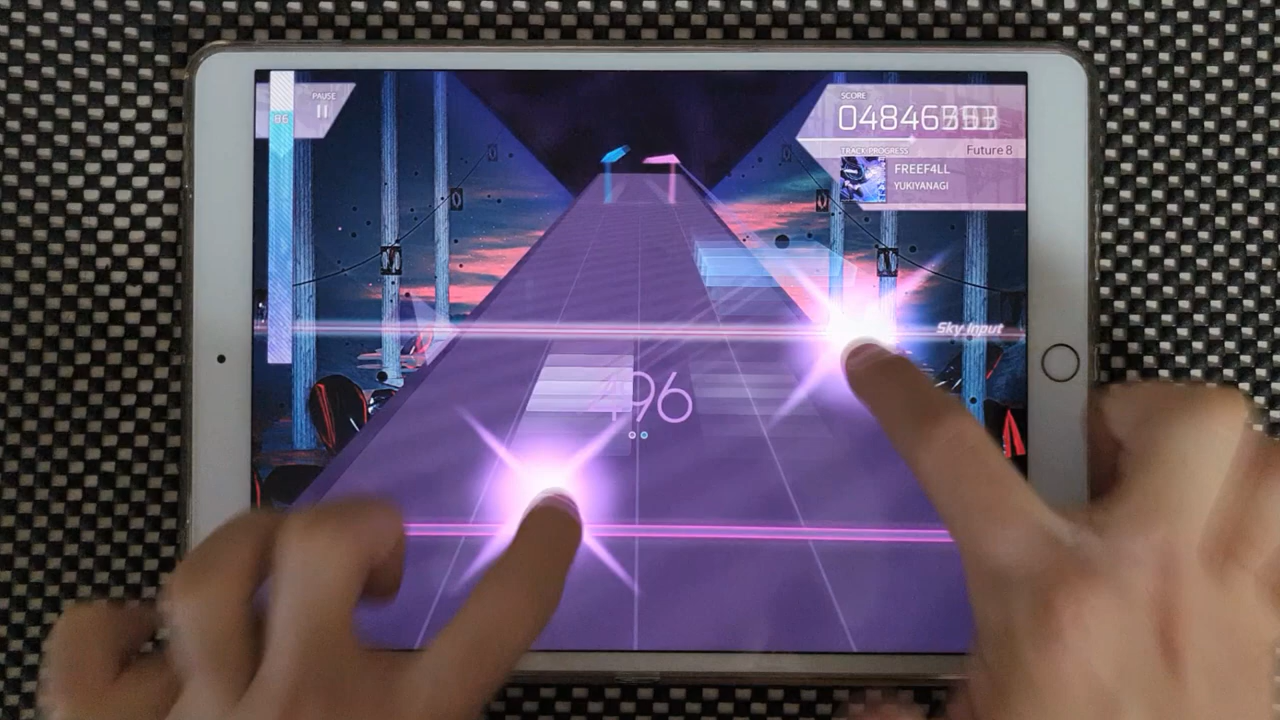 PAUSE
86
SCORE
TRACK PROGRESS
Future 8
FREEF4LL
YUKIYANAGI
Sky Input
496